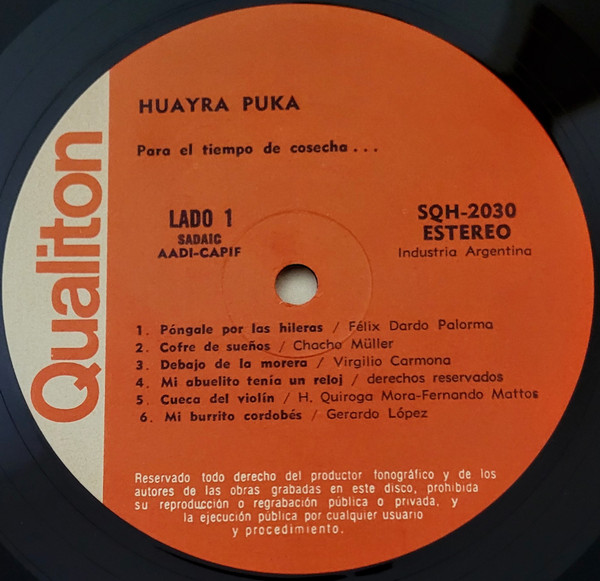 Qualiton
HUAYRA PUKA
Para el tiempo de cosecha...
LADO 1
SADAIC
AADI-CAPIF
SQH-2030
ESTEREO
Industria Argentina
1. Póngale por las hileras / Félix Dardo Palorma
2. Cofre de sueños / Chacho Müller
3. Debajo de la morera / Virgilio Carmona
4. Mi abuelito tenía un reloj / derechos reservados
5. Cueca del violín / H. Quiroga Mora-Fernando Mattos
6. Mi burrito cordobés / Gerardo López
Reservado todo derecho del productor fonográfico y de los
autores de las obras grabadas en este disco, prohibida
su reproducción o regrabación pública o privada, y
la ejecución pública por cualquier usuario
y procedimiento.